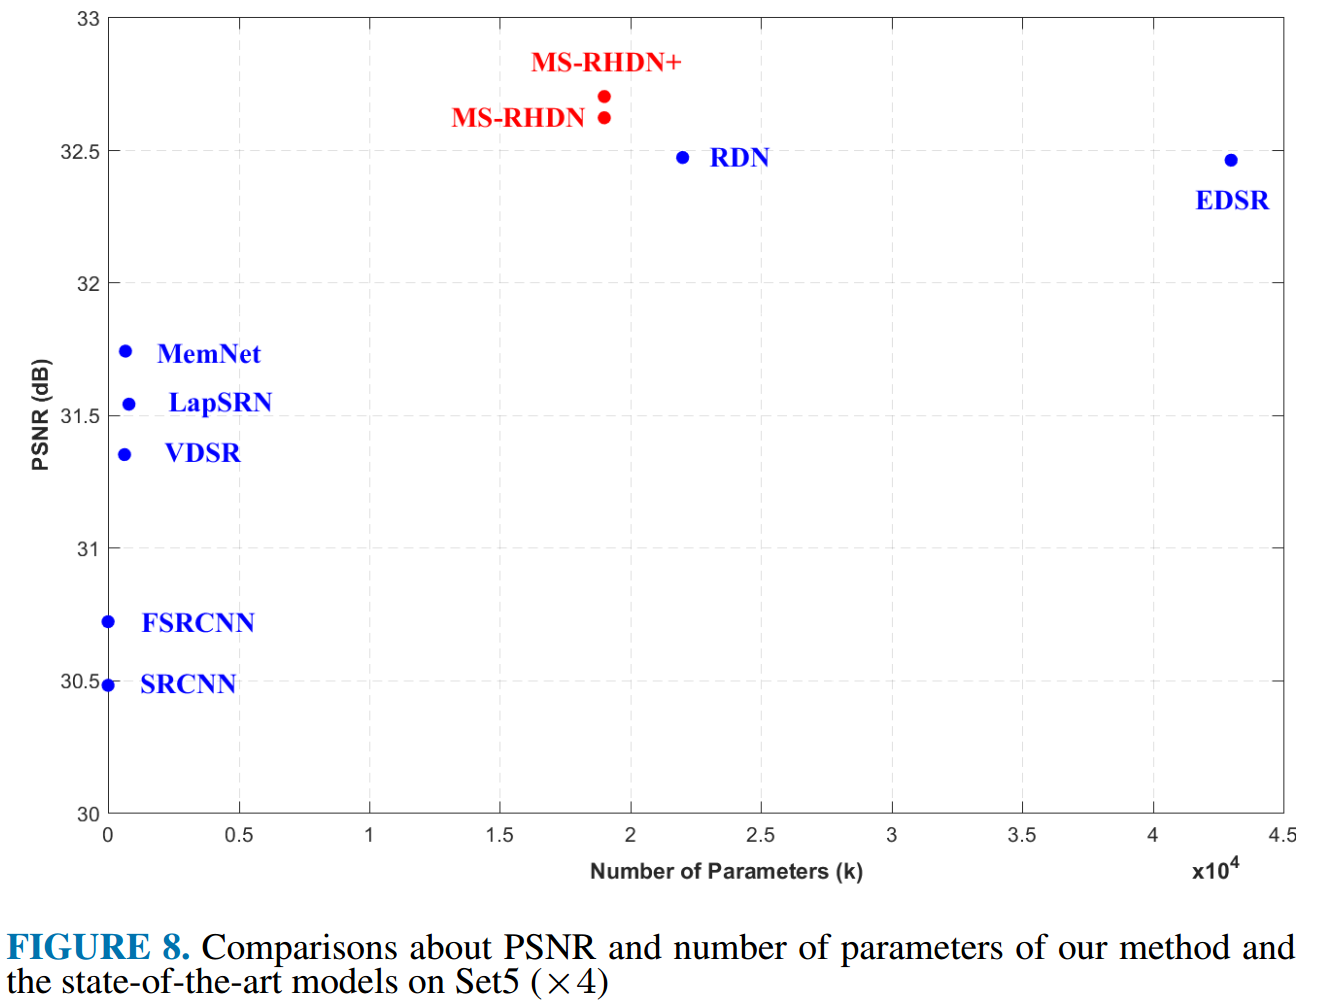 33
MS-RHDN+
MS-RHDN
32.5
RDN
EDSR
32
MemNet
LapSRN
31.5
VDSR
PSNR (dB)
31
FSRCNN
30.5
SRCNN
30
0 0.5 1 1.5 2 2.5 3 3.5 4 4.5
Number of Parameters (k)
x10^4
FIGURE 8. Comparisons about PSNR and number of parameters of our method and
the state-of-the-art models on Set5 (×4)